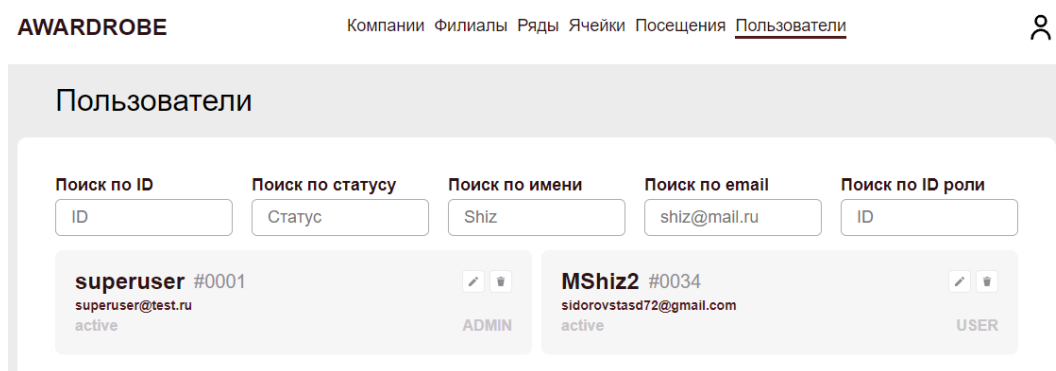 AWARDROBE
Компании Филиалы Ряды Ячейки Посещения Пользователи
Пользователи
Поиск по ID Поиск по статусу Поиск по имени Поиск по email Поиск по ID роли
ID Статус Shiz shiz@mail.ru ID
superuser #0001
superuser@test.ru
active ADMIN
MShiz2 #0034
sidorovstasd72@gmail.com
active USER